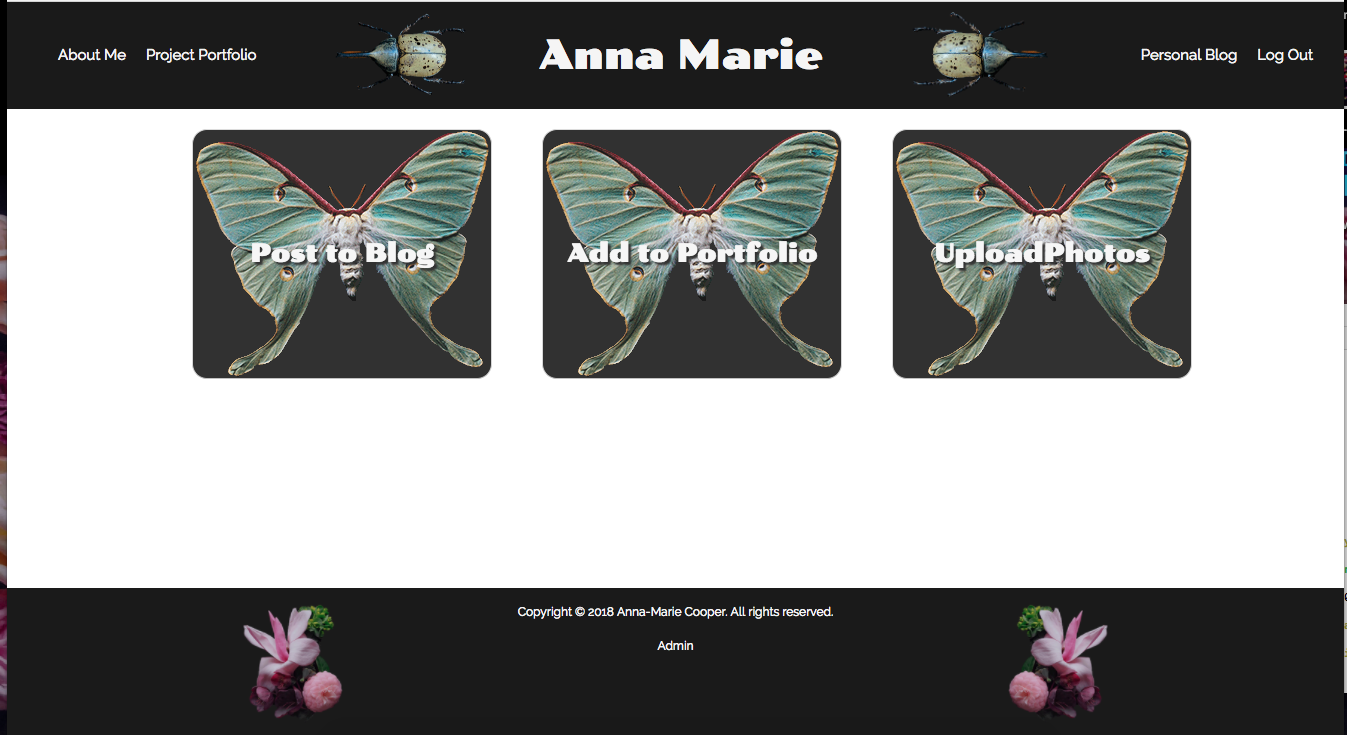 About Me Project Portfolio Anna Marie Personal Blog Log Out
Post to Blog Add to Portfolio UploadPhotos
Copyright © 2018 Anna-Marie Cooper. All rights reserved.
Admin